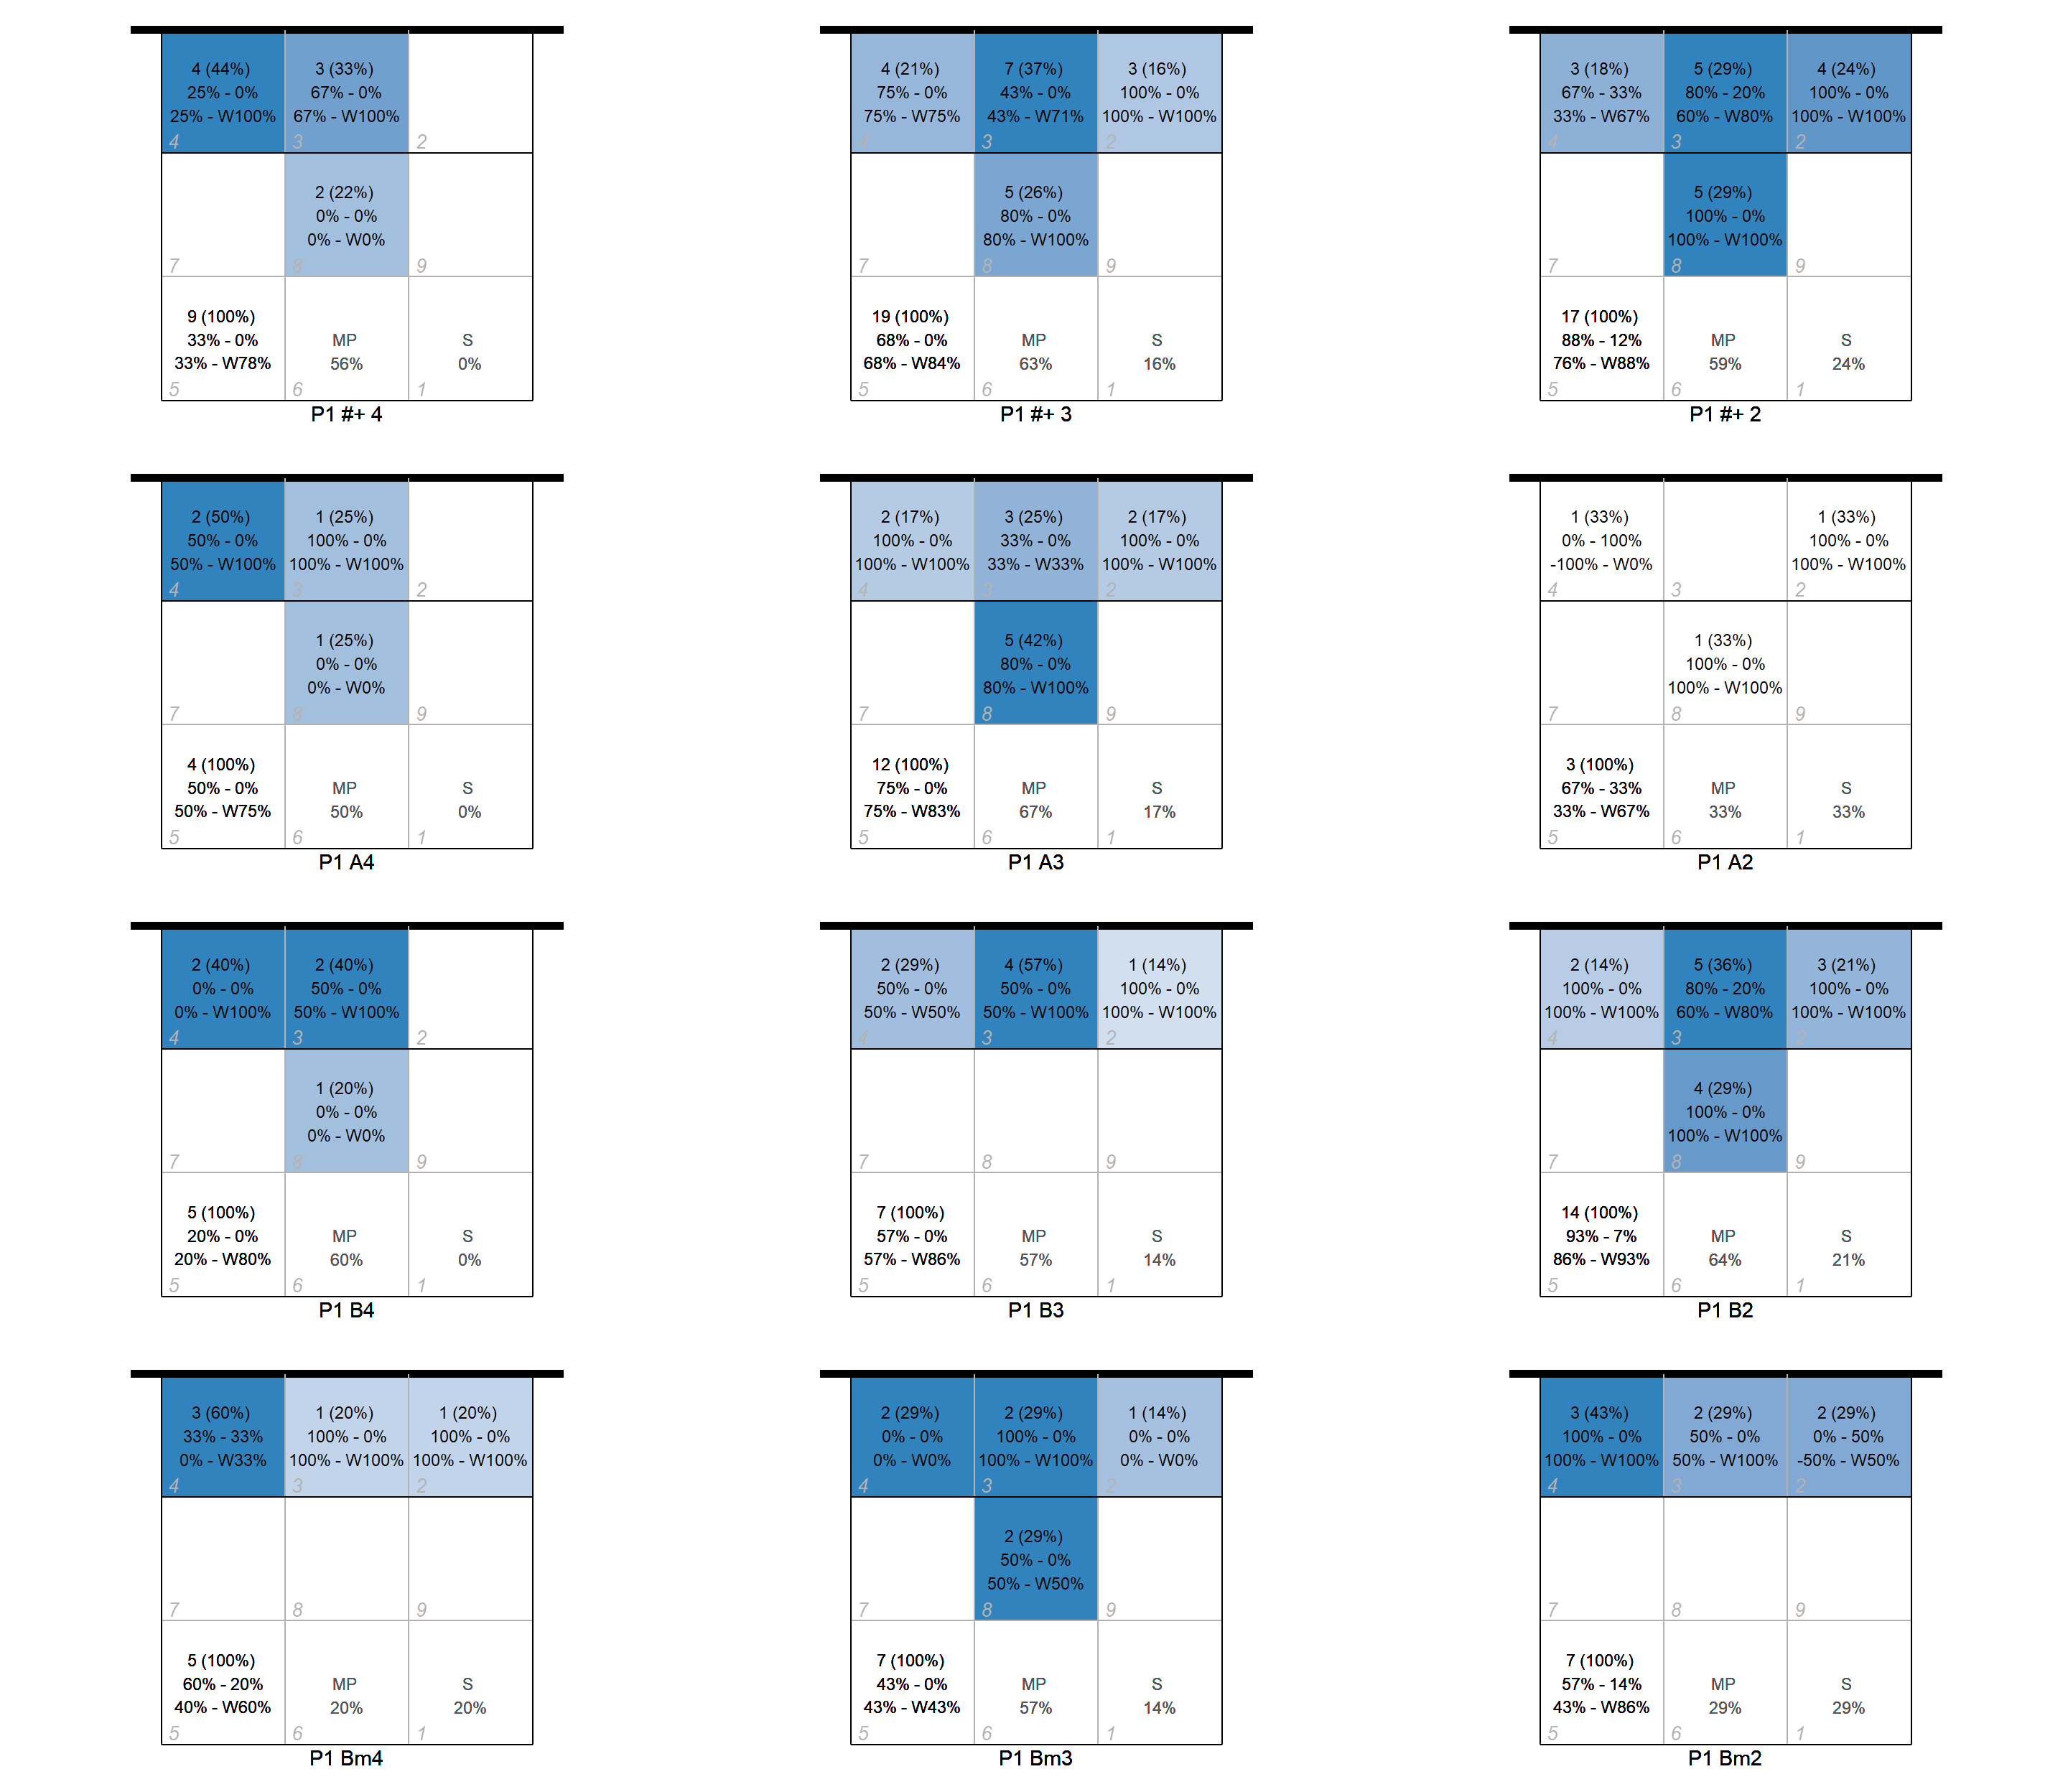 4 (44%)
25% - 0%
25% - W100%
4
3 (33%)
67% - 0%
67% - W100%
3
2
7
2 (22%)
0% - 0%
0% - W0%
8
9
9 (100%)
33% - 0%
33% - W78%
5
MP
56%
6
S
0%
1
P1 #+ 4
4 (21%)
75% - 0%
75% - W75%
4
7 (37%)
43% - 0%
43% - W71%
3
3 (16%)
100% - 0%
100% - W100%
2
7
5 (26%)
80% - 0%
80% - W100%
8
9
19 (100%)
68% - 0%
68% - W84%
5
MP
63%
6
S
16%
1
P1 #+ 3
3 (18%)
67% - 33%
33% - W67%
4
5 (29%)
80% - 20%
60% - W80%
3
4 (24%)
100% - 0%
100% - W100%
2
7
5 (29%)
100% - 0%
100% - W100%
8
9
17 (100%)
88% - 12%
76% - W88%
5
MP
59%
6
S
24%
1
P1 #+ 2
2 (50%)
50% - 0%
50% - W100%
4
1 (25%)
100% - 0%
100% - W100%
3
2
7
1 (25%)
0% - 0%
0% - W0%
8
9
4 (100%)
50% - 0%
50% - W75%
5
MP
50%
6
S
0%
1
P1 A4
2 (17%)
100% - 0%
100% - W100%
4
3 (25%)
33% - 0%
33% - W33%
3
2 (17%)
100% - 0%
100% - W100%
2
7
5 (42%)
80% - 0%
80% - W100%
8
9
12 (100%)
75% - 0%
75% - W83%
5
MP
67%
6
S
17%
1
P1 A3
1 (33%)
0% - 100%
-100% - W0%
4
3
1 (33%)
100% - 0%
100% - W100%
2
7
1 (33%)
100% - 0%
100% - W100%
8
9
3 (100%)
67% - 33%
33% - W67%
5
MP
33%
6
S
33%
1
P1 A2
2 (40%)
0% - 0%
0% - W100%
4
2 (40%)
50% - 0%
50% - W100%
3
2
7
1 (20%)
0% - 0%
0% - W0%
8
9
5 (100%)
20% - 0%
20% - W80%
5
MP
60%
6
S
0%
1
P1 B4
2 (29%)
50% - 0%
50% - W50%
4
4 (57%)
50% - 0%
50% - W100%
3
1 (14%)
100% - 0%
100% - W100%
2
7
8
9
7 (100%)
57% - 0%
57% - W86%
5
MP
57%
6
S
14%
1
P1 B3
2 (14%)
100% - 0%
100% - W100%
4
5 (36%)
80% - 20%
60% - W80%
3
3 (21%)
100% - 0%
100% - W100%
2
7
4 (29%)
100% - 0%
100% - W100%
8
9
14 (100%)
93% - 7%
86% - W93%
5
MP
64%
6
S
21%
1
P1 B2
3 (60%)
33% - 33%
0% - W33%
4
1 (20%)
100% - 0%
100% - W100%
3
1 (20%)
100% - 0%
100% - W100%
2
7
8
9
5 (100%)
60% - 20%
40% - W60%
5
MP
20%
6
S
20%
1
P1 Bm4
2 (29%)
0% - 0%
0% - W0%
4
2 (29%)
100% - 0%
100% - W100%
3
1 (14%)
0% - 0%
0% - W0%
2
7
2 (29%)
50% - 0%
50% - W50%
8
9
7 (100%)
43% - 0%
43% - W43%
5
MP
57%
6
S
14%
1
P1 Bm3
3 (43%)
100% - 0%
100% - W100%
4
2 (29%)
50% - 0%
50% - W100%
3
2 (29%)
0% - 50%
-50% - W50%
2
7
8
9
7 (100%)
57% - 14%
43% - W86%
5
MP
29%
6
S
29%
1
P1 Bm2